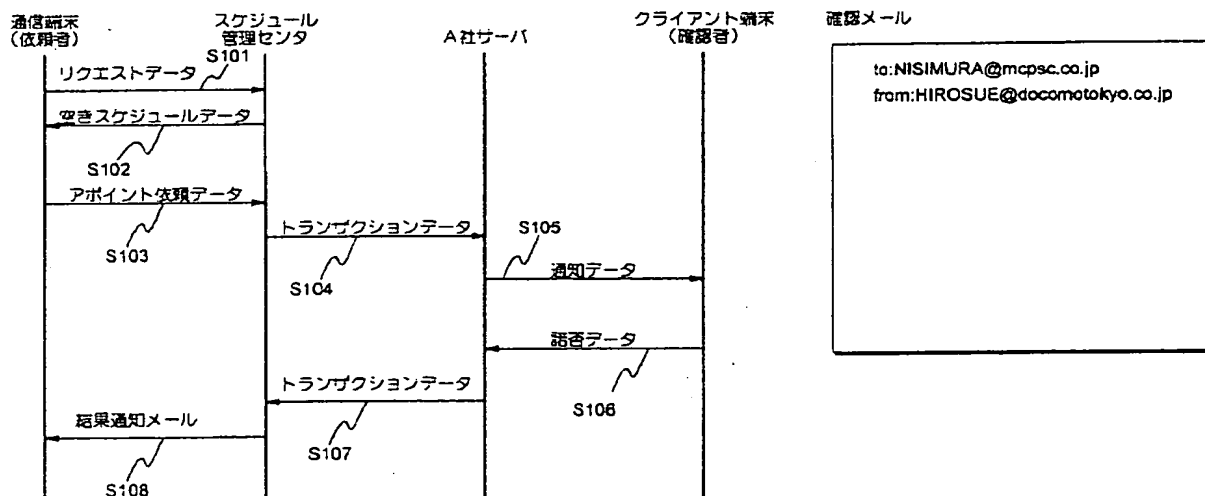 通信端末
(依頼者)
スケジュール
管理センタ
A社サーバ
クライアント端末
(確認者)
確認メール
リクエストデータ
S101
to:NISIMURA@mcpsc.co.jp
from:HIROSUE@docomotokyo.co.jp
空きスケジュールデータ
S102
アポイント依頼データ
S103
トランザクションデータ
S104
S105
通知データ
諾否データ
S106
トランザクションデータ
S107
結果通知メール
S108